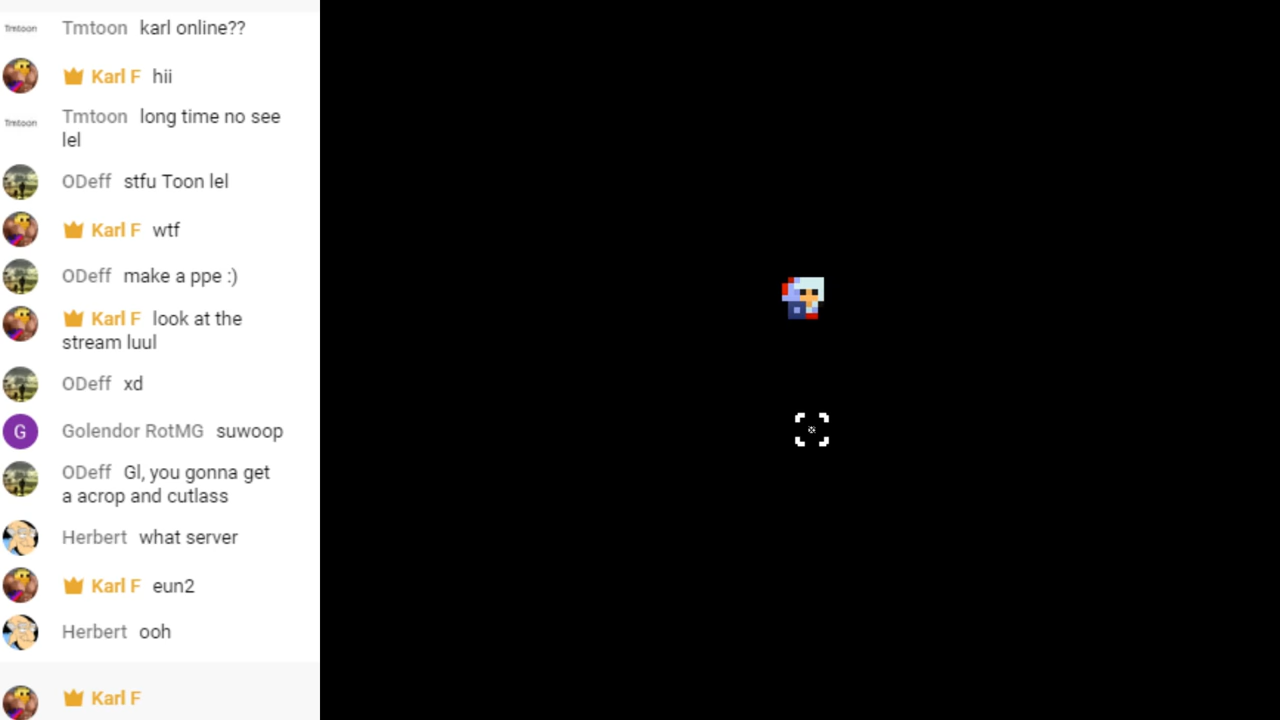 Tmtoon karl online??
Karl F hii
Tmtoon long time no see
lel
ODeff stfu Toon lel
Karl F wtf
ODeff make a ppe :)
Karl F look at the
stream luul
ODeff xd
G Golendor RotMG suwoop
ODeff Gl, you gonna get
a acrop and cutlass
Herbert what server
Karl F eun2
Herbert ooh
Karl F